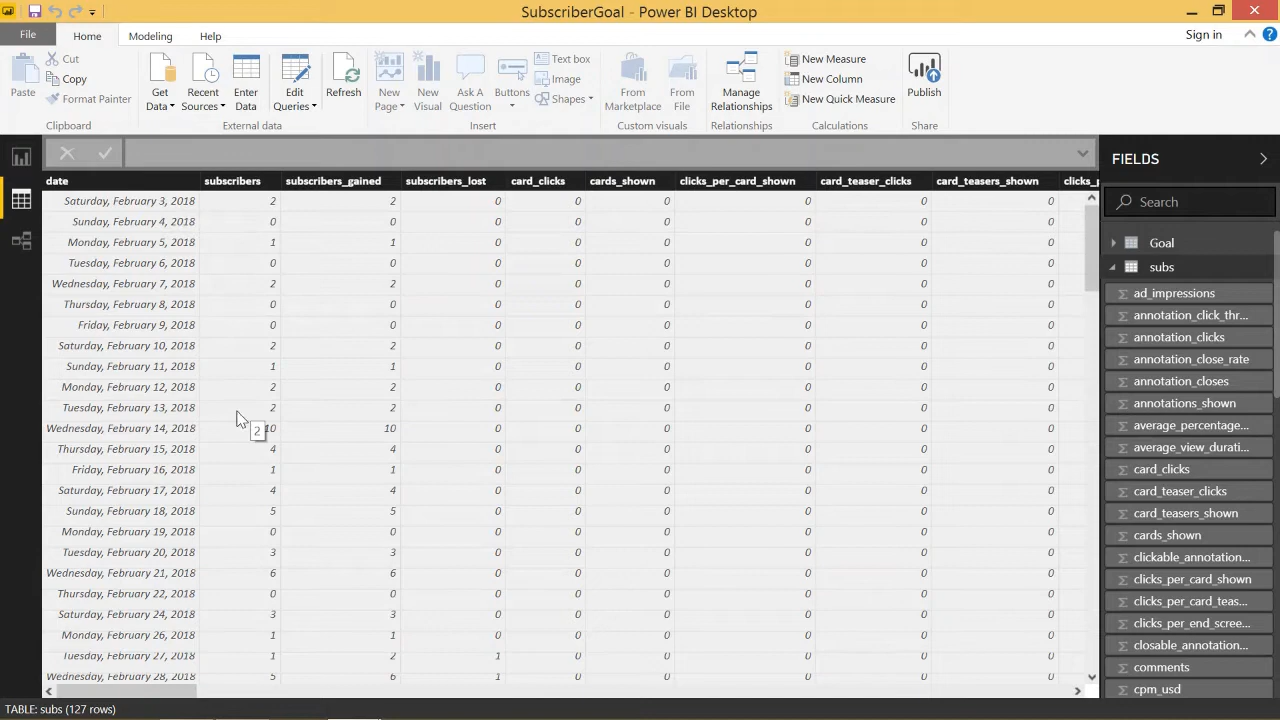 SubscriberGoal - Power BI Desktop
File Home Modeling Help Sign in
Paste Cut Copy Format Painter
Clipboard
Get Data Recent Sources Enter Data Edit Queries Refresh
External data
New Page New Visual Ask A Question Buttons Text box Image Shapes
Insert
From Marketplace From File
Custom visuals
Manage Relationships
Relationships
New Measure New Column New Quick Measure
Calculations
Publish
Share
date subscribers subscribers_gained subscribers_lost card_clicks cards_shown clicks_per_card_shown card_teaser_clicks card_teasers_shown
Saturday, February 3, 2018 2 2 0 0 0 0 0 0
Sunday, February 4, 2018 0 0 0 0 0 0 0 0
Monday, February 5, 2018 1 1 0 0 0 0 0 0
Tuesday, February 6, 2018 0 0 0 0 0 0 0 0
Wednesday, February 7, 2018 2 2 0 0 0 0 0 0
Thursday, February 8, 2018 0 0 0 0 0 0 0 0
Friday, February 9, 2018 0 0 0 0 0 0 0 0
Saturday, February 10, 2018 2 2 0 0 0 0 0 0
Sunday, February 11, 2018 1 1 0 0 0 0 0 0
Monday, February 12, 2018 2 2 0 0 0 0 0 0
Tuesday, February 13, 2018 2 2 0 0 0 0 0 0
2
Wednesday, February 14, 2018 10 10 0 0 0 0 0 0
Thursday, February 15, 2018 4 4 0 0 0 0 0 0
Friday, February 16, 2018 1 1 0 0 0 0 0 0
Saturday, February 17, 2018 4 4 0 0 0 0 0 0
Sunday, February 18, 2018 5 5 0 0 0 0 0 0
Monday, February 19, 2018 0 0 0 0 0 0 0 0
Tuesday, February 20, 2018 3 3 0 0 0 0 0 0
Wednesday, February 21, 2018 6 6 0 0 0 0 0 0
Thursday, February 22, 2018 0 0 0 0 0 0 0 0
Saturday, February 24, 2018 3 3 0 0 0 0 0 0
Monday, February 26, 2018 1 1 0 0 0 0 0 0
Tuesday, February 27, 2018 1 2 1 0 0 0 0 0
Wednesday, February 28, 2018 5 6 1 0 0 0 0 0
FIELDS
Search
Goal
subs
ad_impressions
annotation_click_thr...
annotation_clicks
annotation_close_rate
annotation_closes
annotations_shown
average_percentage...
average_view_durati...
card_clicks
card_teaser_clicks
card_teasers_shown
cards_shown
clickable_annotation...
clicks_per_card_shown
clicks_per_card_teas...
clicks_per_end_scree...
closable_annotation...
comments
cpm_usd
TABLE: subs (127 rows)